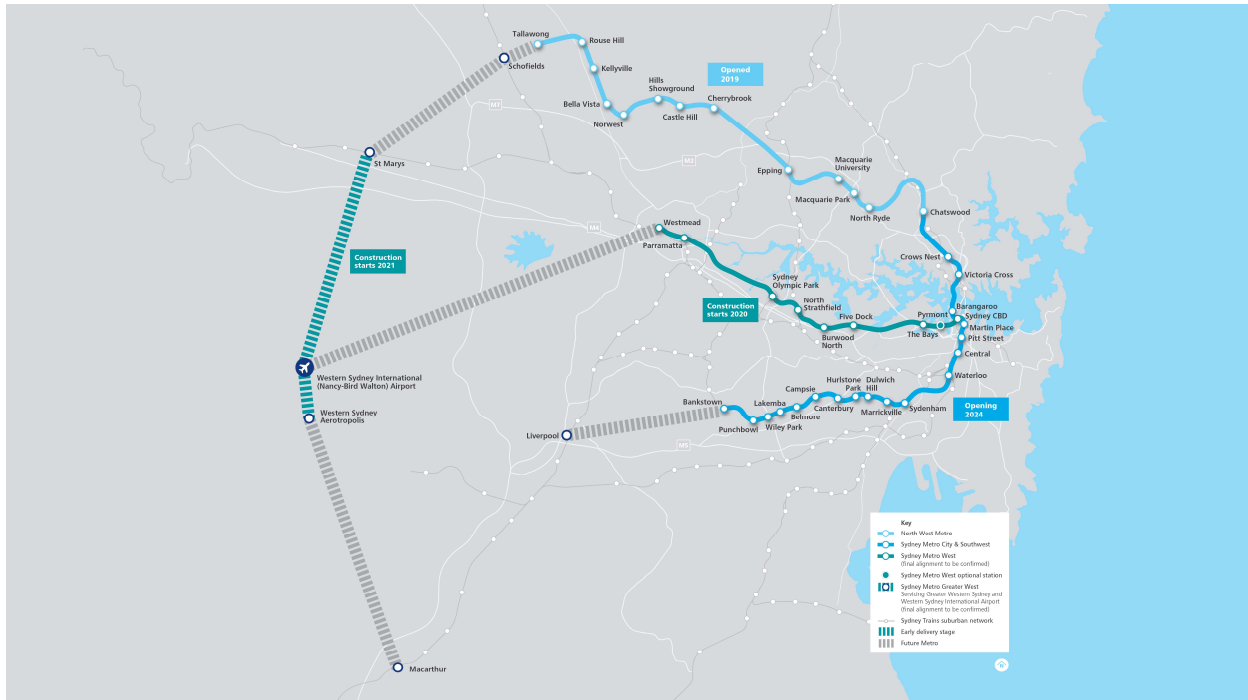 Tallawong
Rouse Hill
Schofields
Kellyville
Opened
2019
Hills
Showground
Bella Vista
Cherrybrook
M7
Castle Hill
Norwest
St Marys
M2
Epping
Macquarie
University
Macquarie Park
North Ryde
Chatswood
Westmead
M4
Parramatta
Construction
starts 2021
Crows Nest
Victoria Cross
Sydney
Olympic Park
North
Strathfield
Construction
starts 2020
Barangaroo
Five Dock
Pyrmont
Sydney CBD
Martin Place
Burwood
North
The Bays
Pitt Street
Central
Western Sydney International
(Nancy-Bird Walton) Airport
Waterloo
Hurlstone
Park
Dulwich
Hill
Campsie
Bankstown
Lakemba
Belmore
Canterbury
Marrickville
Sydenham
Opening
2024
Western Sydney
Aerotropolis
Punchbowl
Wiley Park
Liverpool
M5
Macarthur
Key
North West Metro
Sydney Metro City & Southwest
Sydney Metro West
(final alignment to be confirmed)
Sydney Metro West optional station
Sydney Metro Greater West
Servicing Greater Western Sydney and
Western Sydney International Airport
(final alignment to be confirmed)
Sydney Trains suburban network
Early delivery stage
Future Metro